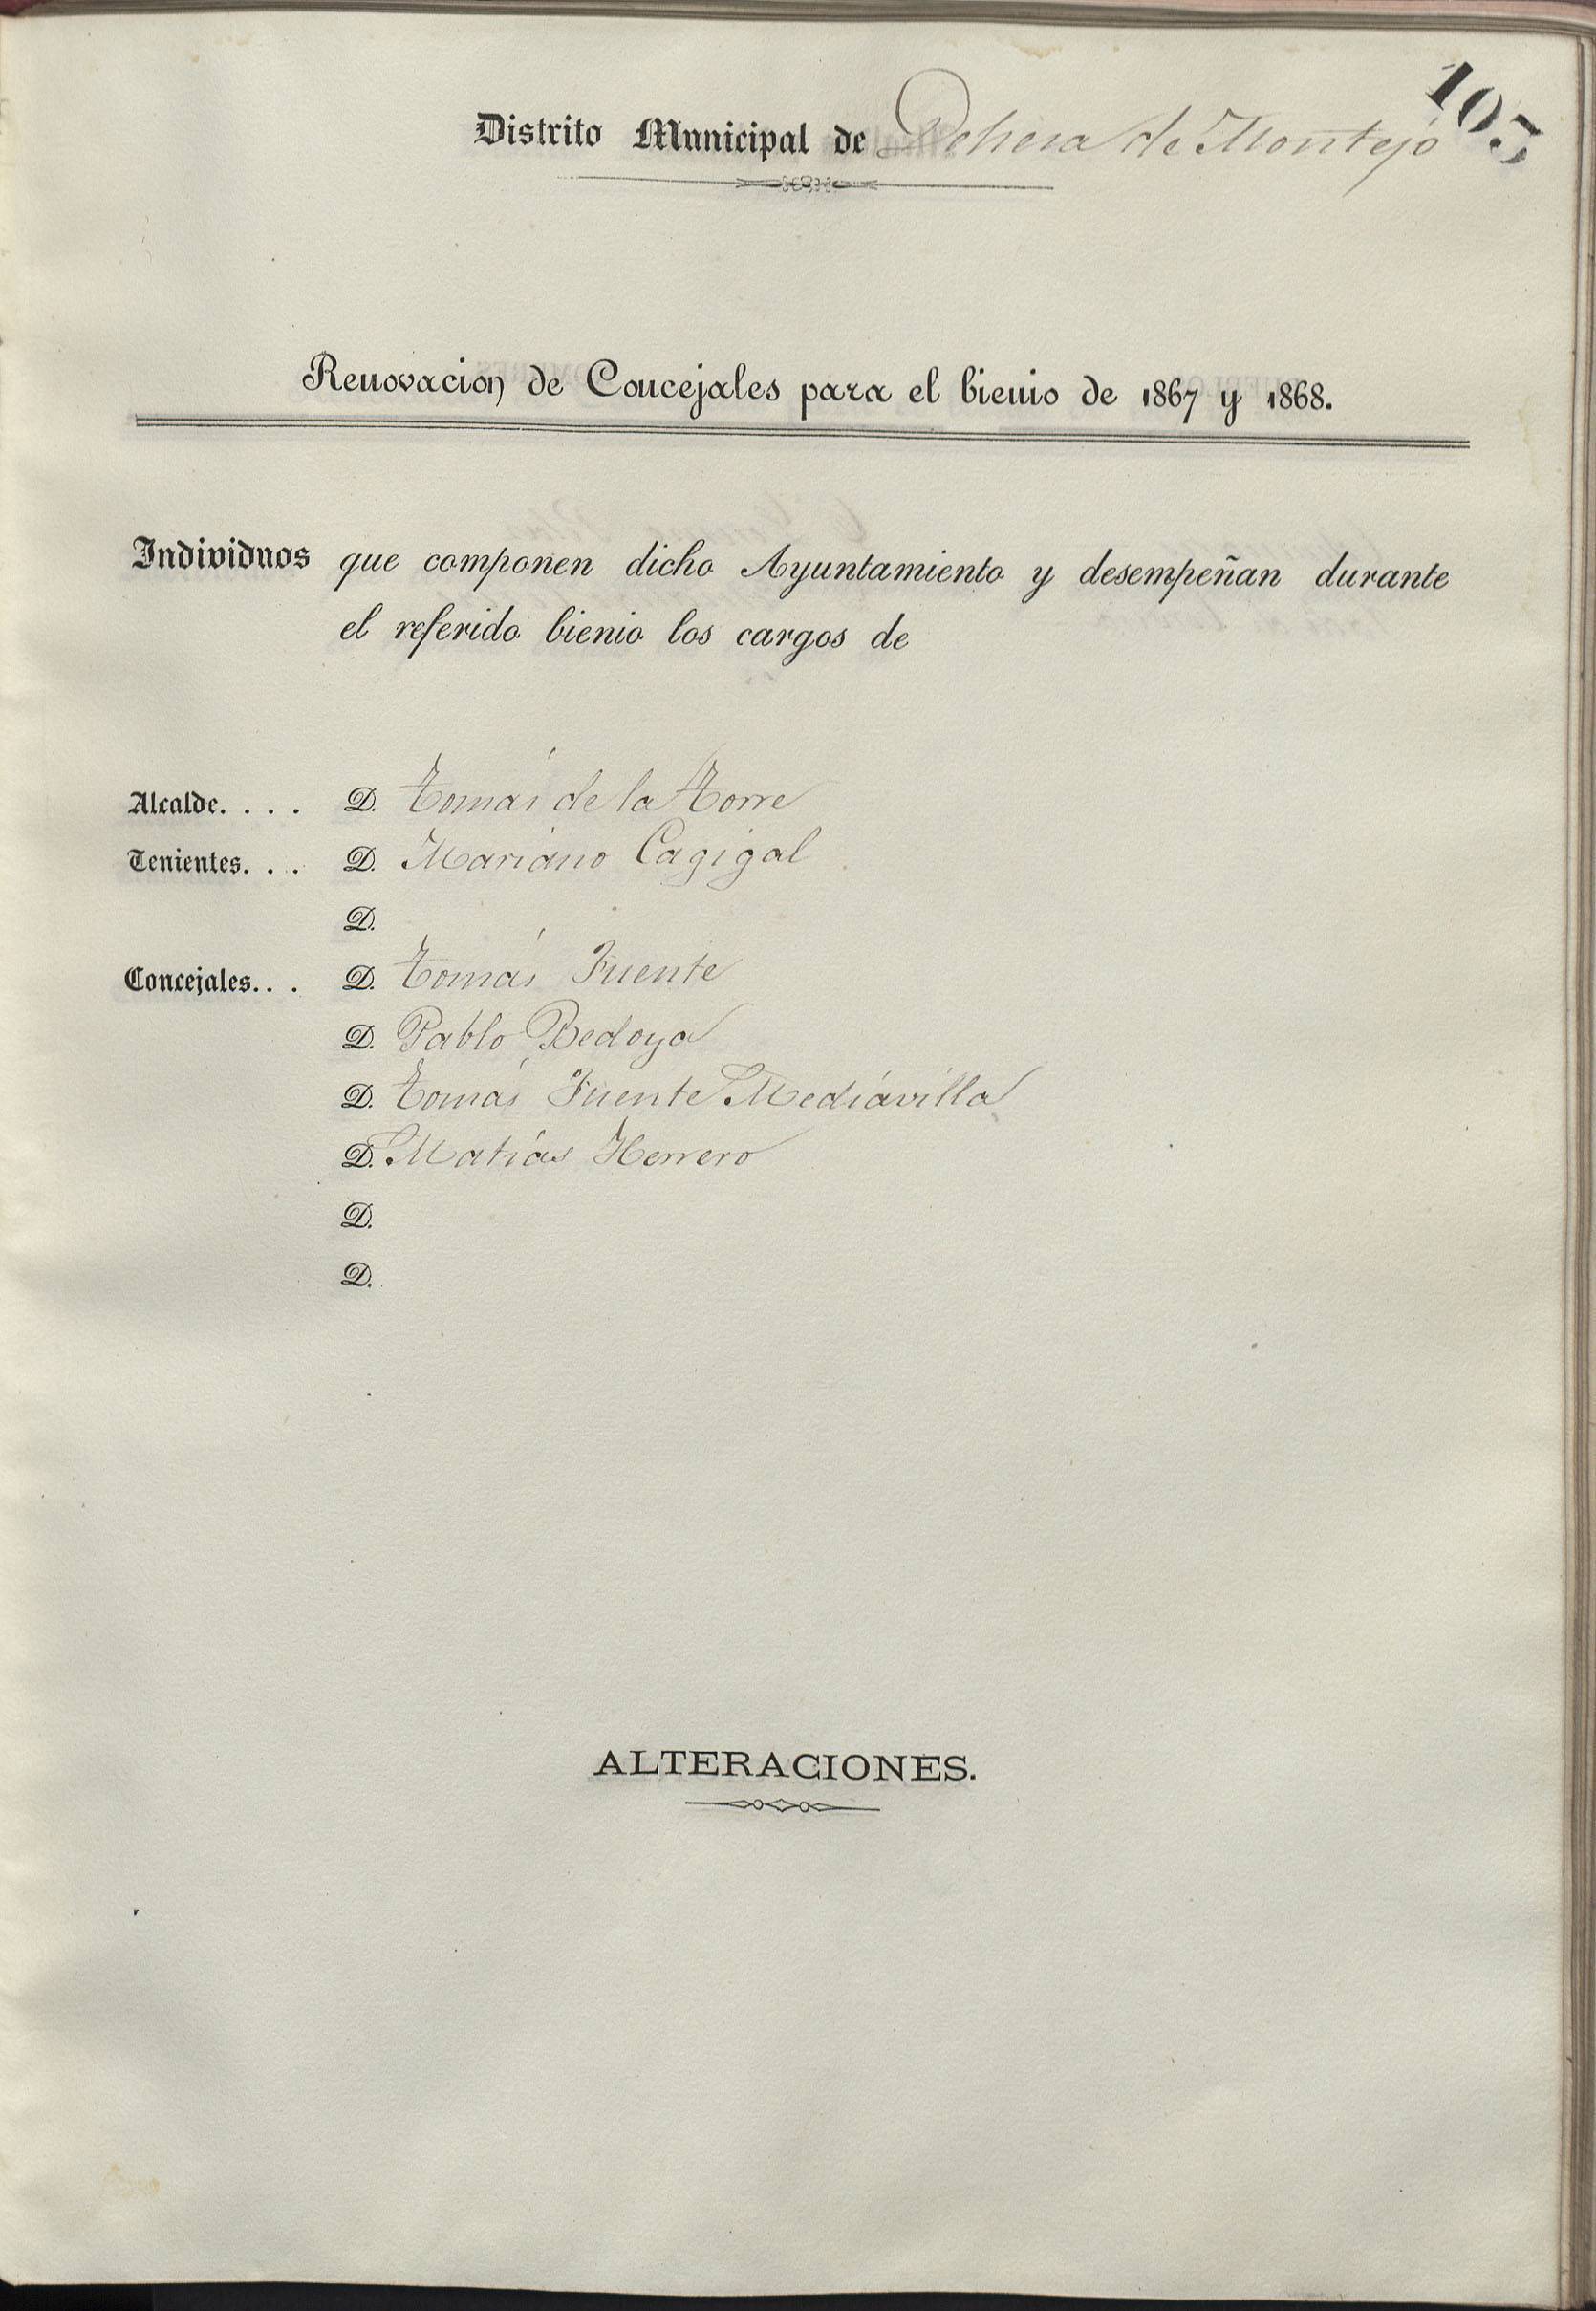 105
Distrito Municipal de Dehesa de Montejo
Renovacion de Concejales para el bienio de 1867 y 1868.
Individuos que componen dicho Ayuntamiento y desempeñan durante
el referido bienio los cargos de
Alcalde. . . . D. Tomás de la Torre
Tenientes. . . D. Mariano Cagigal
D.
Concejales. . . D. Tomás Fuente
D. Pablo Bedoya
D. Tomás Fuente Mediavilla
D. Matías Herrero
D.
D.
ALTERACIONES.